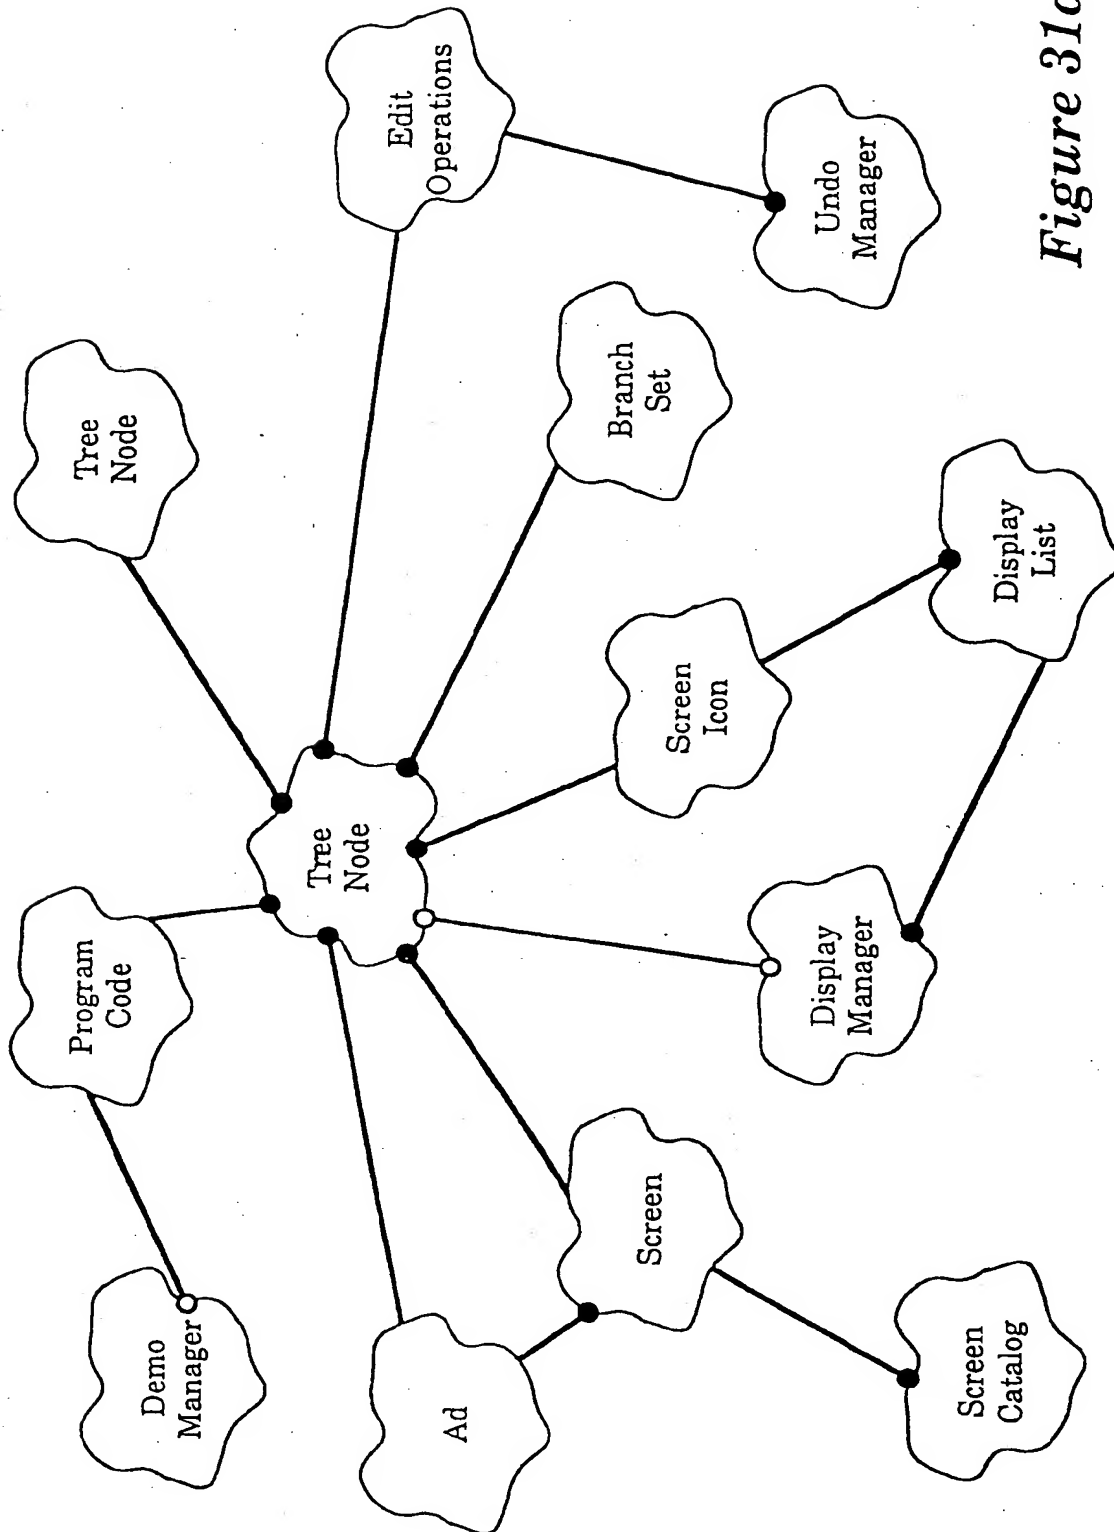 Demo
Manager
Program
Code
Tree
Node
Tree
Node
Ad
Edit
Operations
Screen
Screen
Icon
Branch
Set
Display
Manager
Undo
Manager
Screen
Catalog
Display
List
Figure